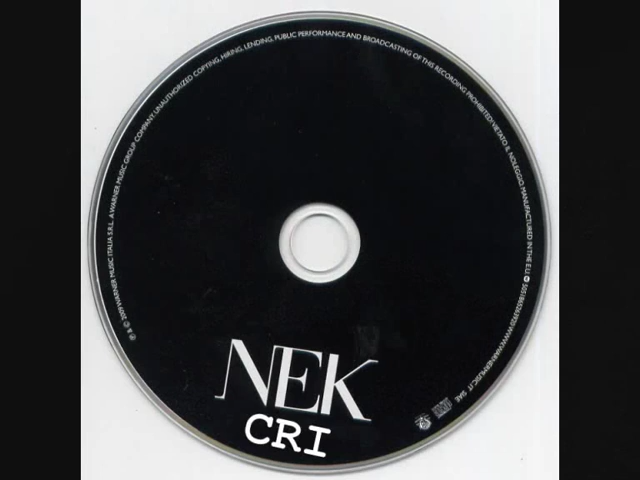 ℗ & © 2009 WARNER MUSIC ITALIA S.R.L. A WARNER MUSIC GROUP COMPANY. UNAUTHORIZED COPYING, HIRING, LENDING, PUBLIC PERFORMANCE AND BROADCASTING OF THIS RECORDING PROHIBITED. VIETATO IL NOLEGGIO. MANUFACTURED IN THE E.U. WWW.WARNERMUSIC.IT SIAE
NEK
CRI